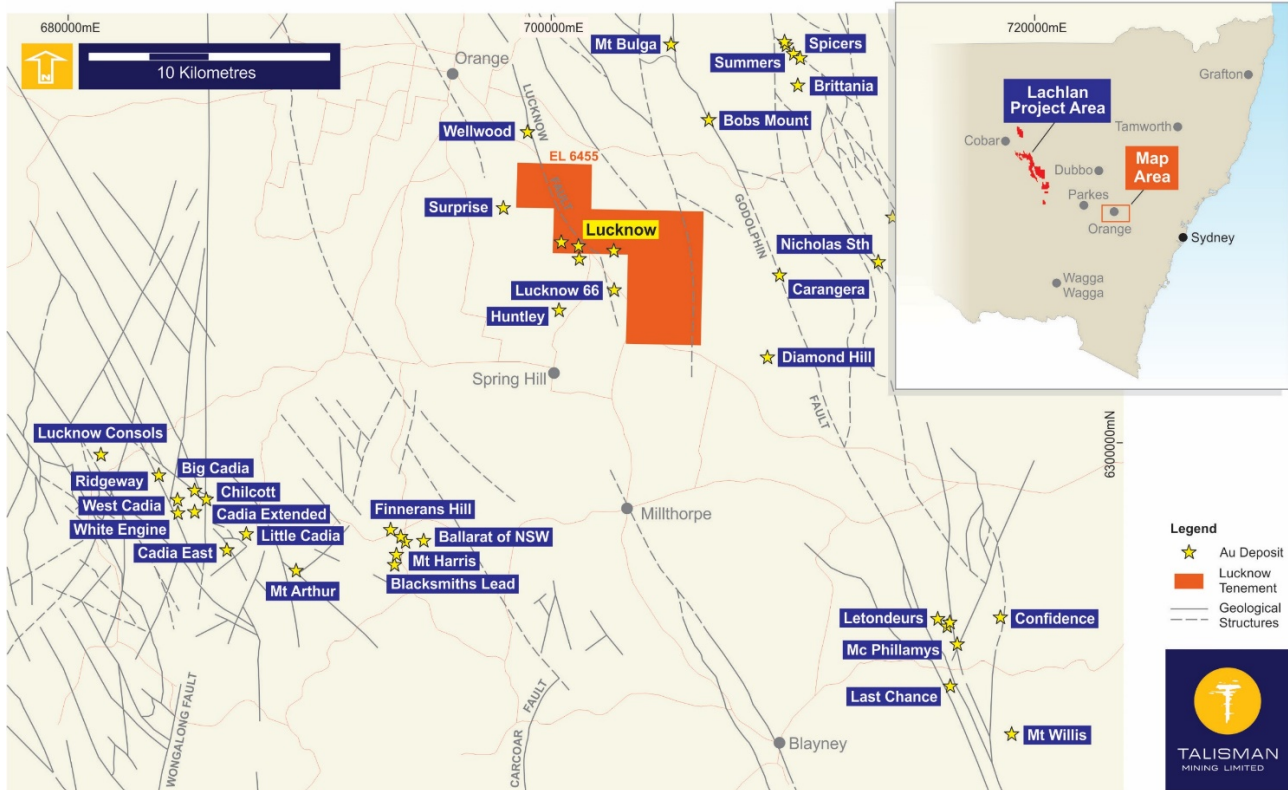 680000mE
700000mE
720000mE
N
10 Kilometres
Orange
Mt Bulga
Spicers
Summers
Brittania
Bobs Mount
Wellwood
LUCKNOW
FAULT
EL 6455
Surprise
Lucknow
GODOLPHIN
FAULT
Nicholas Sth
Carangera
Lucknow 66
Huntley
Diamond Hill
Spring Hill
Lucknow Consols
Ridgeway
Big Cadia
Chilcott
West Cadia
Cadia Extended
White Engine
Little Cadia
Cadia East
Mt Arthur
Finnerans Hill
Ballarat of NSW
Mt Harris
Blacksmiths Lead
Millthorpe
6300000mN
Letondeurs
Confidence
Mc Phillamys
Last Chance
Mt Willis
Blayney
WONGALONG FAULT
CARCOAR
FAULT
Grafton
Lachlan
Project Area
Cobar
Tamworth
Dubbo
Map
Area
Parkes
Orange
Sydney
Wagga
Wagga
Legend
Au Deposit
Lucknow
Tenement
Geological
Structures
TALISMAN
MINING LIMITED